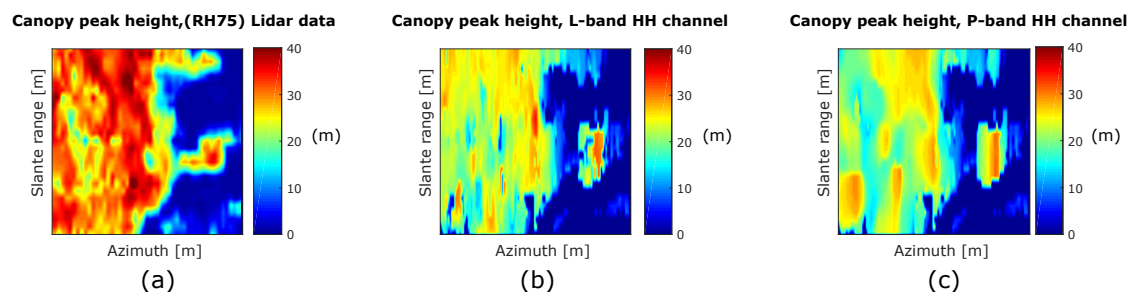 Canopy peak height,(RH75) Lidar data
Canopy peak height, L-band HH channel
Canopy peak height, P-band HH channel
Slante range [m]
40
30
20
10
0
(m)
Azimuth [m]
(a)
Slante range [m]
40
30
20
10
0
(m)
Azimuth [m]
(b)
Slante range [m]
40
30
20
10
0
(m)
Azimuth [m]
(c)